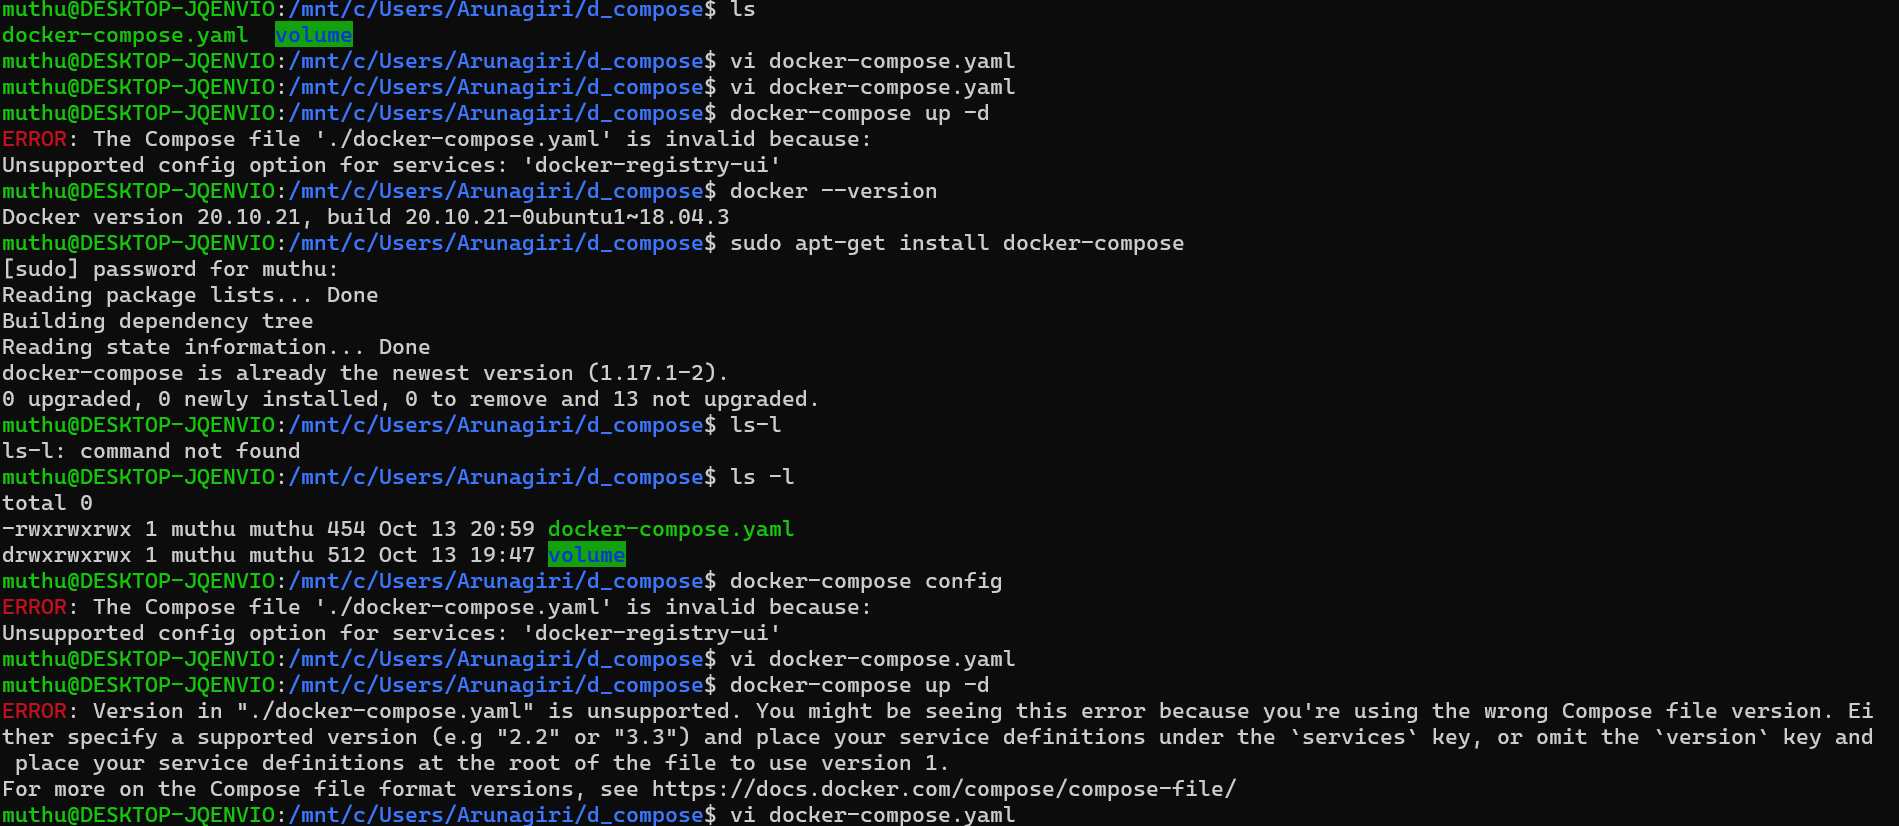 muthu@DESKTOP-JQENVIO:/mnt/c/Users/Arunagiri/d_compose$ ls
docker-compose.yaml  volume
muthu@DESKTOP-JQENVIO:/mnt/c/Users/Arunagiri/d_compose$ vi docker-compose.yaml
muthu@DESKTOP-JQENVIO:/mnt/c/Users/Arunagiri/d_compose$ vi docker-compose.yaml
muthu@DESKTOP-JQENVIO:/mnt/c/Users/Arunagiri/d_compose$ docker-compose up -d
ERROR: The Compose file './docker-compose.yaml' is invalid because:
Unsupported config option for services: 'docker-registry-ui'
muthu@DESKTOP-JQENVIO:/mnt/c/Users/Arunagiri/d_compose$ docker --version
Docker version 20.10.21, build 20.10.21-0ubuntu1~18.04.3
muthu@DESKTOP-JQENVIO:/mnt/c/Users/Arunagiri/d_compose$ sudo apt-get install docker-compose
[sudo] password for muthu:
Reading package lists... Done
Building dependency tree
Reading state information... Done
docker-compose is already the newest version (1.17.1-2).
0 upgraded, 0 newly installed, 0 to remove and 13 not upgraded.
muthu@DESKTOP-JQENVIO:/mnt/c/Users/Arunagiri/d_compose$ ls-l
ls-l: command not found
muthu@DESKTOP-JQENVIO:/mnt/c/Users/Arunagiri/d_compose$ ls -l
total 0
-rwxrwxrwx 1 muthu muthu 454 Oct 13 20:59 docker-compose.yaml
drwxrwxrwx 1 muthu muthu 512 Oct 13 19:47 volume
muthu@DESKTOP-JQENVIO:/mnt/c/Users/Arunagiri/d_compose$ docker-compose config
ERROR: The Compose file './docker-compose.yaml' is invalid because:
Unsupported config option for services: 'docker-registry-ui'
muthu@DESKTOP-JQENVIO:/mnt/c/Users/Arunagiri/d_compose$ vi docker-compose.yaml
muthu@DESKTOP-JQENVIO:/mnt/c/Users/Arunagiri/d_compose$ docker-compose up -d
ERROR: Version in "./docker-compose.yaml" is unsupported. You might be seeing this error because you're using the wrong Compose file version. Ei
ther specify a supported version (e.g "2.2" or "3.3") and place your service definitions under the `services` key, or omit the `version` key and
 place your service definitions at the root of the file to use version 1.
For more on the Compose file format versions, see https://docs.docker.com/compose/compose-file/
muthu@DESKTOP-JQENVIO:/mnt/c/Users/Arunagiri/d_compose$ vi docker-compose.yaml